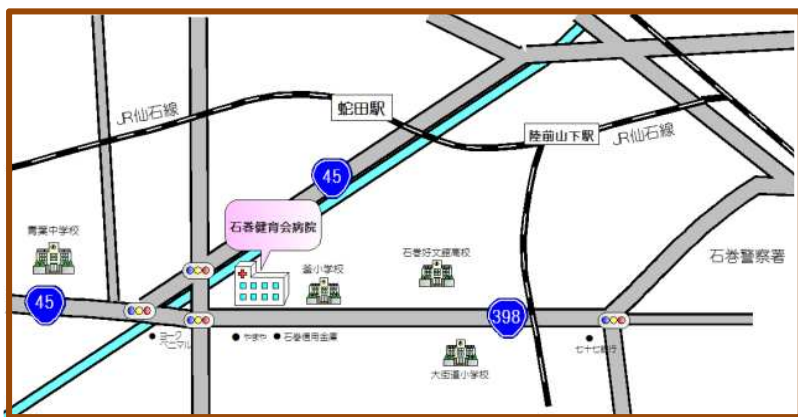 JR仙石線
蛇田駅
陸前山下駅
JR仙石線
45
石巻健育会病院
青葉中学校
釜小学校
石巻好文館高校
石巻警察署
45
398
ヨーク
ベニマル
やまや
石巻信用金庫
大街道小学校
七十七銀行